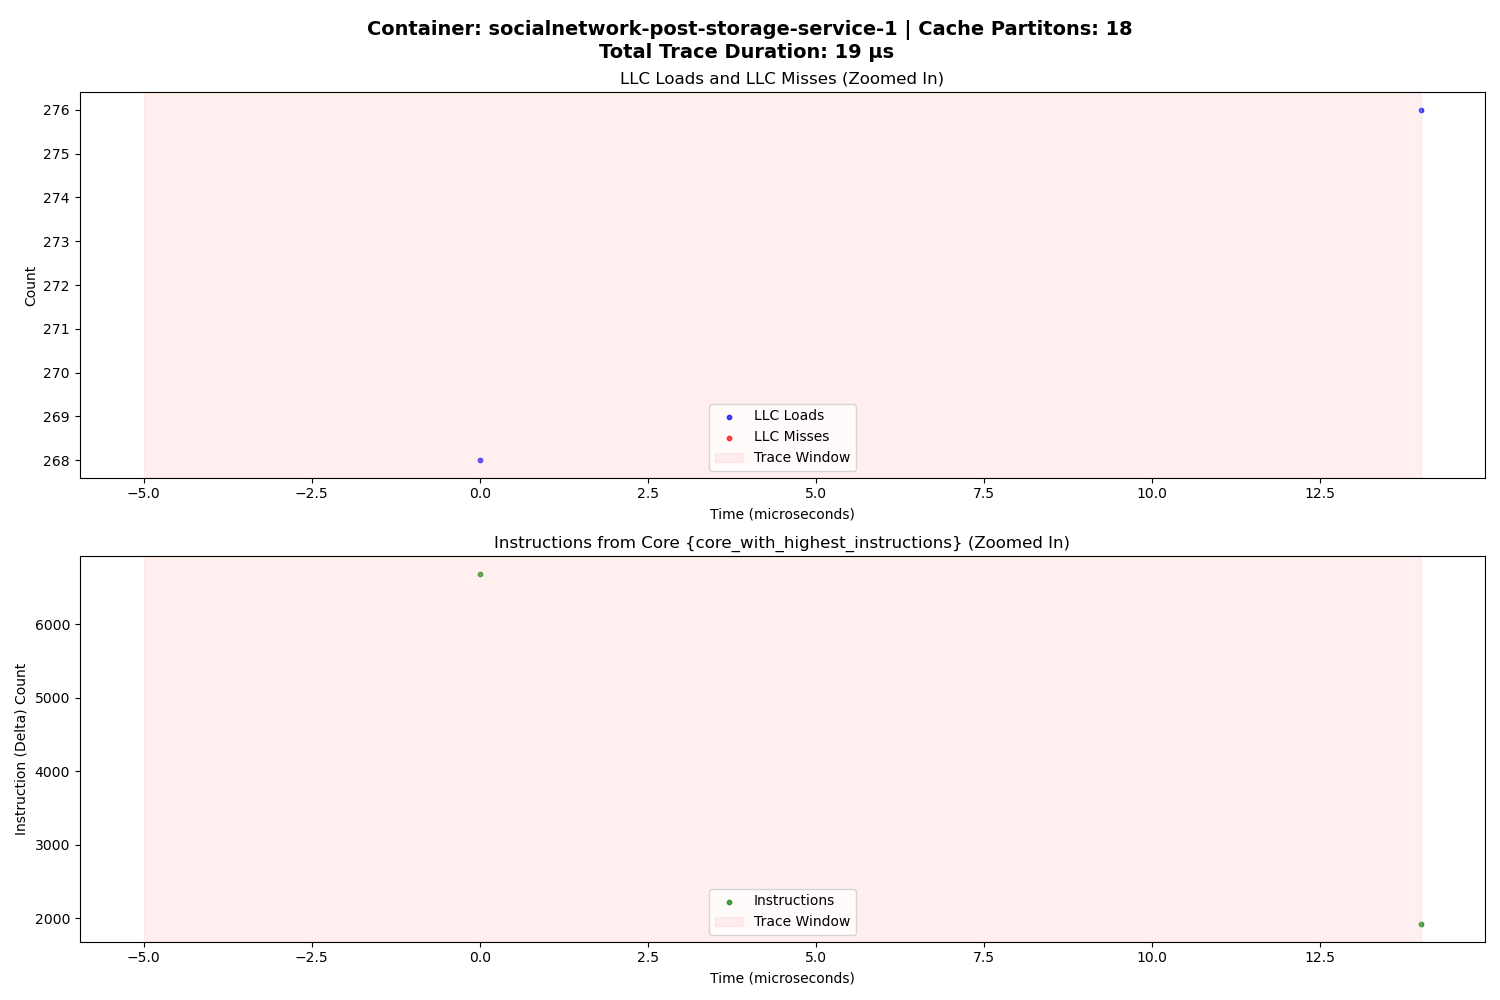 Container: socialnetwork-post-storage-service-1 | Cache Partitons: 18
Total Trace Duration: 19 µs
LLC Loads and LLC Misses (Zoomed In)
276
275
274
273
272
271
270
269
268
Count
LLC Loads
LLC Misses
Trace Window
−5.0 −2.5 0.0 2.5 5.0 7.5 10.0 12.5
Time (microseconds)
Instructions from Core {core_with_highest_instructions} (Zoomed In)
6000
5000
4000
3000
2000
Instruction (Delta) Count
Instructions
Trace Window
−5.0 −2.5 0.0 2.5 5.0 7.5 10.0 12.5
Time (microseconds)